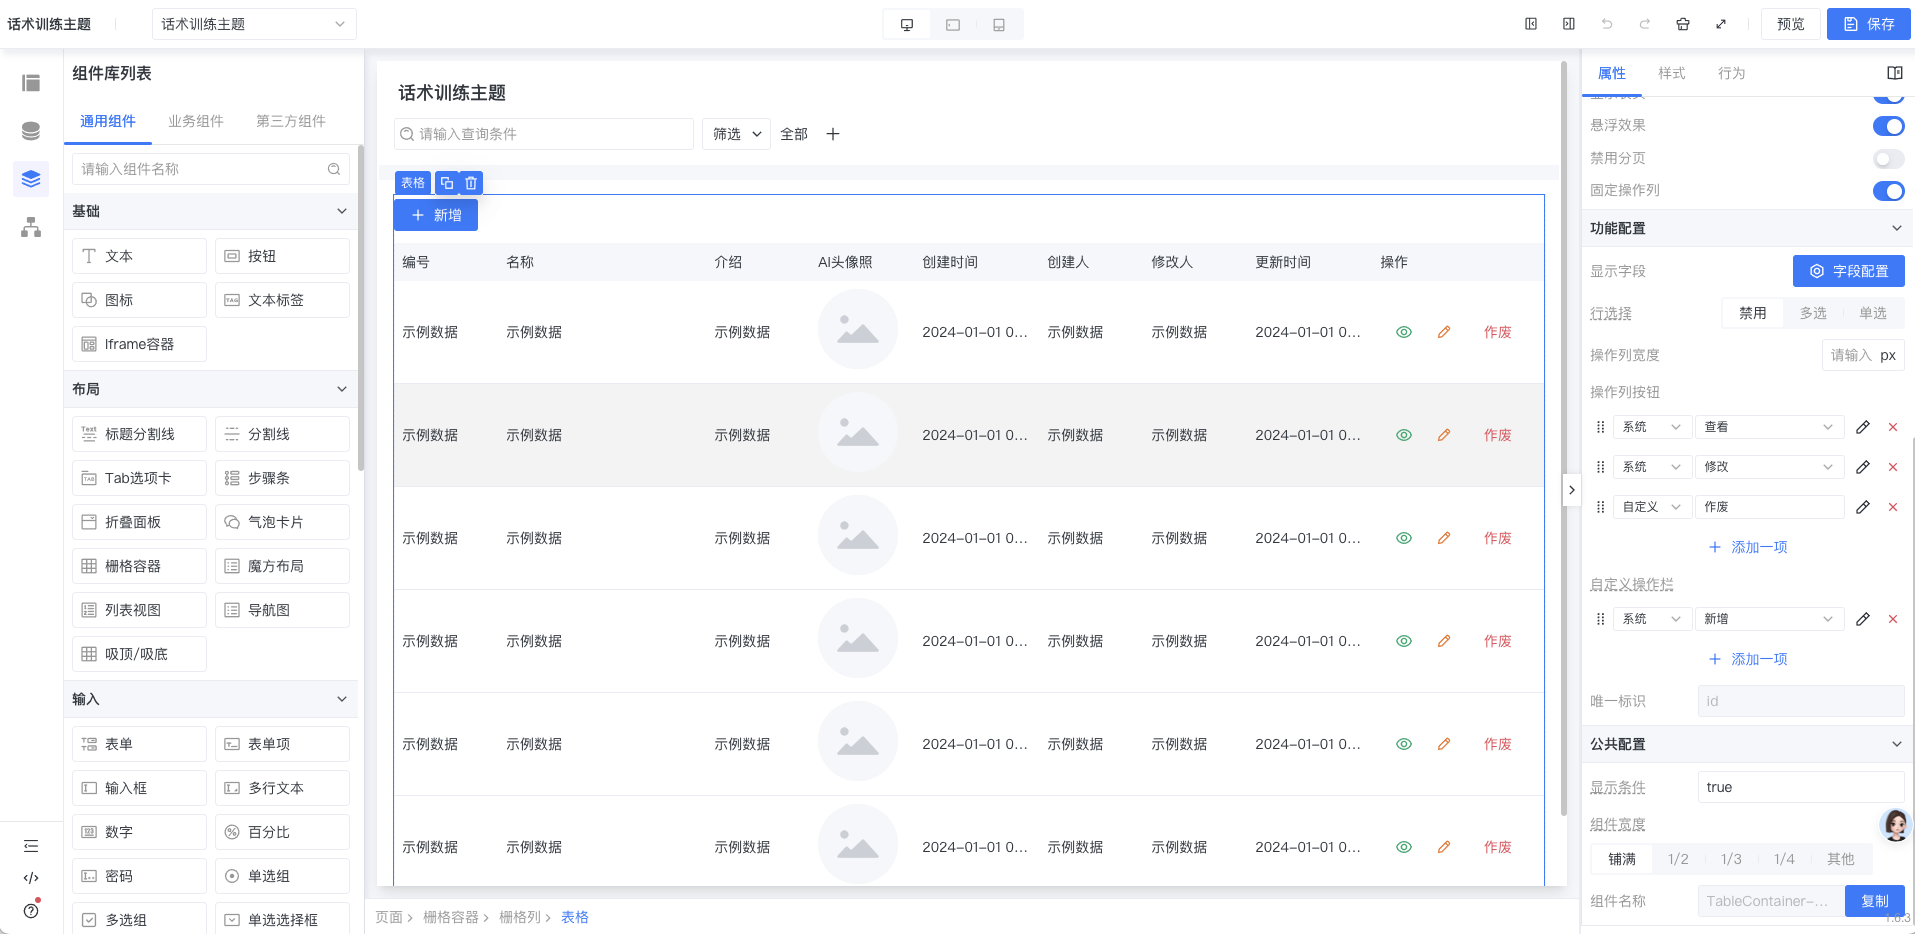 话术训练主题
话术训练主题
预览
保存
组件库列表
通用组件 业务组件 第三方组件
请输入组件名称
基础
文本 按钮
图标 文本标签
Iframe容器
布局
标题分割线 分割线
Tab选项卡 步骤条
折叠面板 气泡卡片
栅格容器 魔方布局
列表视图 导航图
吸顶/吸底
输入
表单 表单项
输入框 多行文本
数字 百分比
密码 单选组
多选组 单选选择框
话术训练主题
请输入查询条件 筛选 全部
表格
新增
编号 名称 介绍 AI头像照 创建时间 创建人 修改人 更新时间 操作
示例数据 示例数据 示例数据 2024-01-01 0... 示例数据 示例数据 2024-01-01 0... 作废
示例数据 示例数据 示例数据 2024-01-01 0... 示例数据 示例数据 2024-01-01 0... 作废
示例数据 示例数据 示例数据 2024-01-01 0... 示例数据 示例数据 2024-01-01 0... 作废
示例数据 示例数据 示例数据 2024-01-01 0... 示例数据 示例数据 2024-01-01 0... 作废
示例数据 示例数据 示例数据 2024-01-01 0... 示例数据 示例数据 2024-01-01 0... 作废
示例数据 示例数据 示例数据 2024-01-01 0... 示例数据 示例数据 2024-01-01 0... 作废
页面 栅格容器 栅格列 表格
属性 样式 行为
悬浮效果
禁用分页
固定操作列
功能配置
显示字段 字段配置
行选择 禁用 多选 单选
操作列宽度 请输入 px
操作列按钮
系统 查看
系统 修改
自定义 作废
添加一项
自定义操作栏
系统 新增
添加一项
唯一标识 id
公共配置
显示条件 true
组件宽度
铺满 1/2 1/3 1/4 其他
组件名称 TableContainer-... 复制
1.6.3